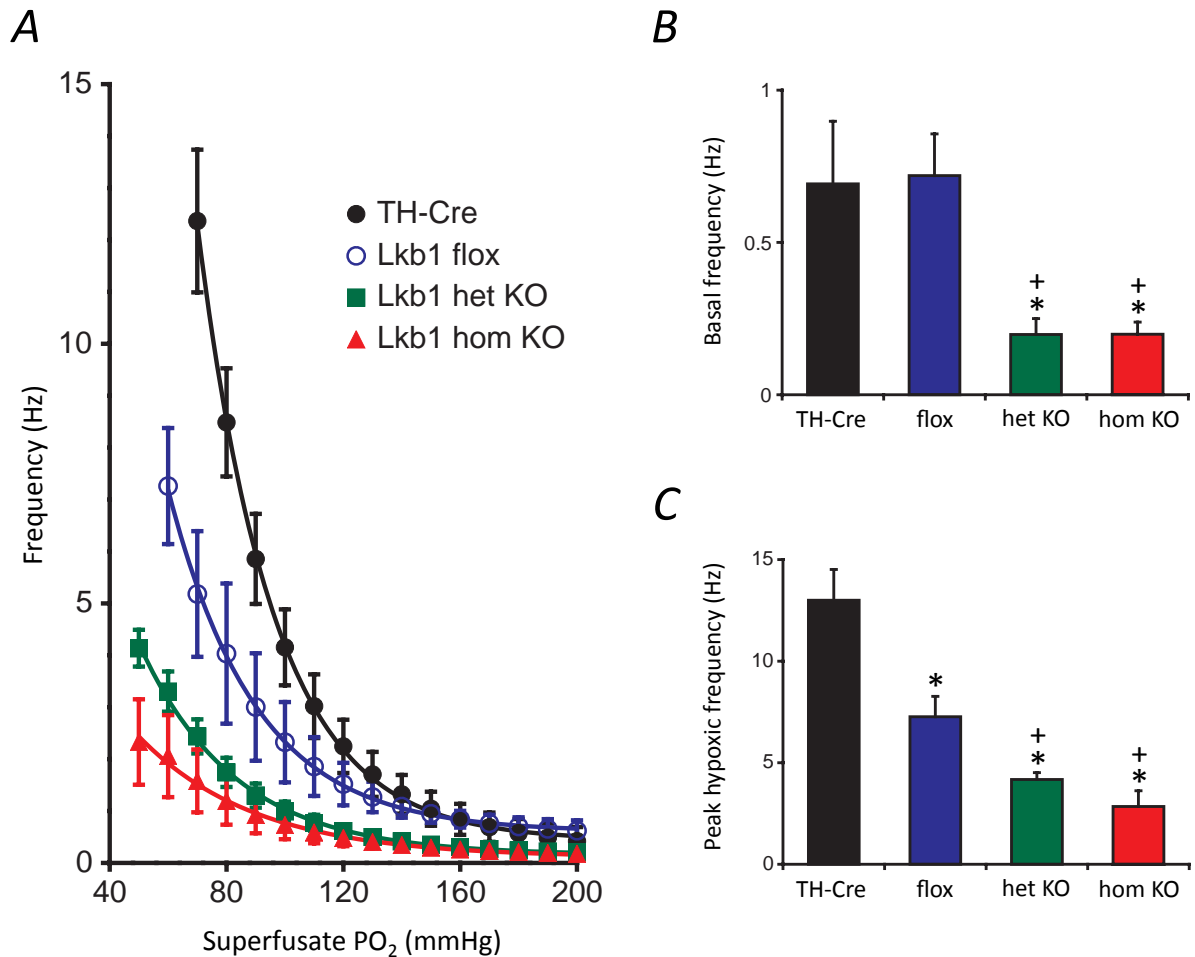 A
15
10
5
0
40 80 120 160 200
Frequency (Hz)
Superfusate PO₂ (mmHg)
TH-Cre
Lkb1 flox
Lkb1 het KO
Lkb1 hom KO
B
1
0.5
0
Basal frequency (Hz)
+ +
* *
TH-Cre flox het KO hom KO
C
15
10
5
0
Peak hypoxic frequency (Hz)
*
+
*
+
*
TH-Cre flox het KO hom KO